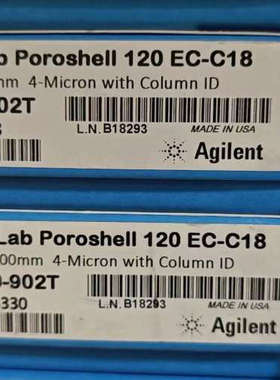 Poroshell 120 EC-C18
mm 4-Micron with Column ID
02T
L.N.B18293
MADE IN USA
Agilent
Lab Poroshell 120 EC-C18
00mm 4-Micron with Column ID
-902T
330
L.N.B18293
MADE IN USA
Agilent